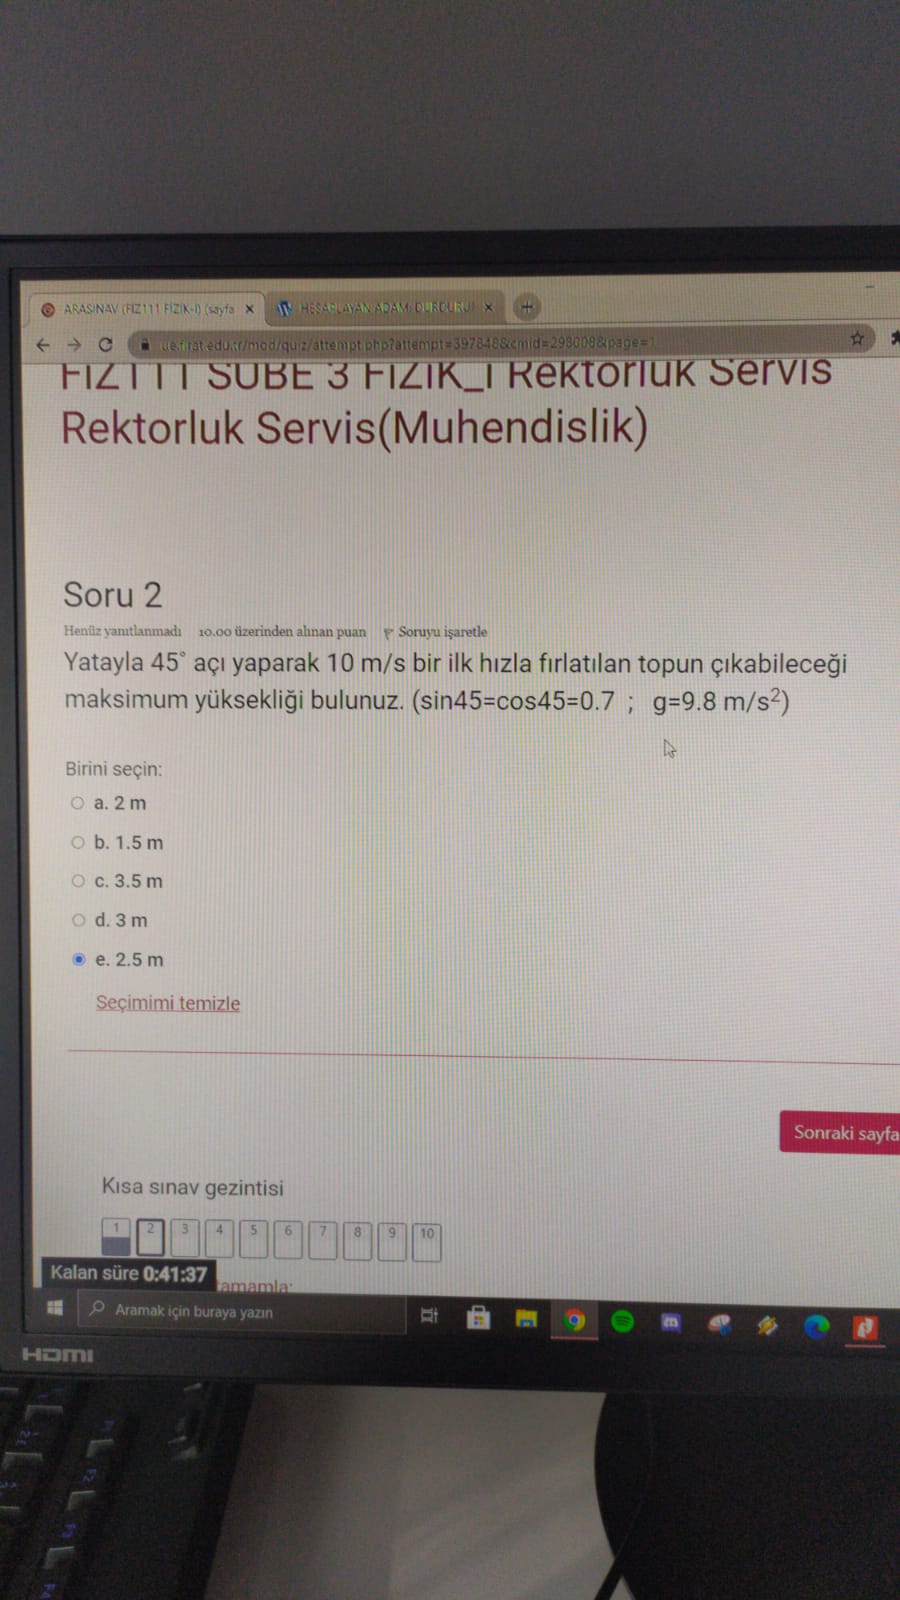 ARASINAV (FIZ111 FİZİK-I) (sayfa
HESAPLAYAN ADAMI DURDURU
ue.firat.edu.tr/mod/quiz/attempt.php?attempt=397848&cmid=298008&page=1
FIZ111 SUBE 3 FIZIK_I Rektorluk Servis
Rektorluk Servis(Muhendislik)
Soru 2
Henüz yanıtlanmadı 10.00 üzerinden alınan puan Soruyu işaretle
Yatayla 45° açı yaparak 10 m/s bir ilk hızla fırlatılan topun çıkabileceği
maksimum yüksekliği bulunuz. (sin45=cos45=0.7 ; g=9.8 m/s²)
Birini seçin:
a. 2 m
b. 1.5 m
c. 3.5 m
d. 3 m
e. 2.5 m
Seçimimi temizle
Sonraki sayfa
Kısa sınav gezintisi
1 2 3 4 5 6 7 8 9 10
Kalan süre 0:41:37
Aramak için buraya yazın
HDMI